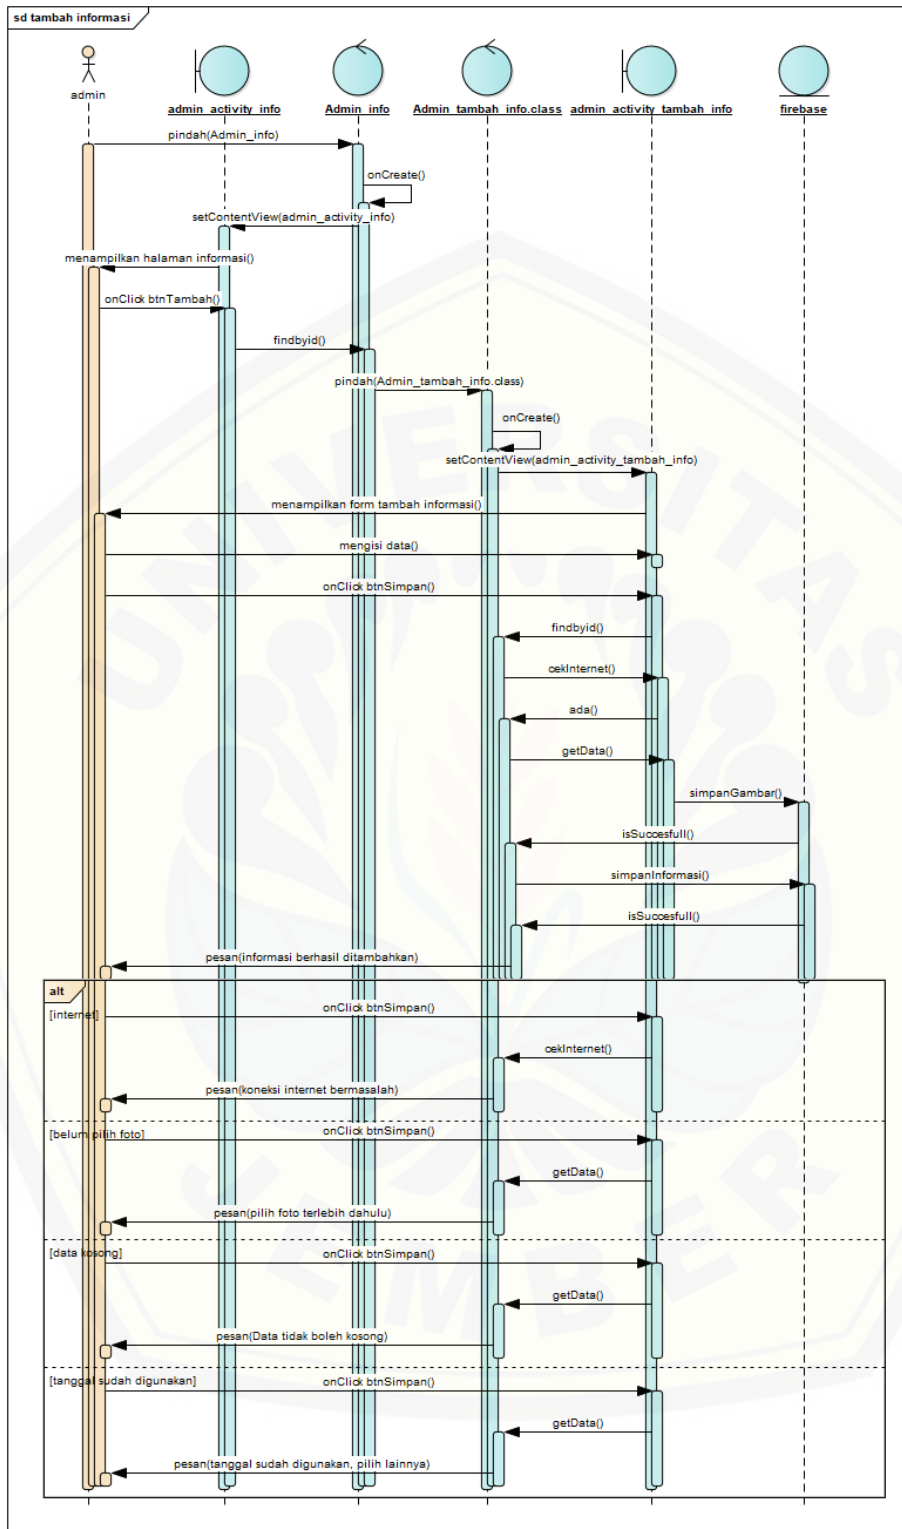 sd tambah informasi
admin
admin_activity_info
Admin_info
Admin_tambah_info.class
admin_activity_tambah_info
firebase
pindah(Admin_info)
onCreate()
setContentView(admin_activity_info)
menampilkan halaman informasi()
onClick btnTambah()
findbyid()
pindah(Admin_tambah_info.class)
onCreate()
setContentView(admin_activity_tambah_info)
menampilkan form tambah informasi()
mengisi data()
onClick btnSimpan()
findbyid()
cekInternet()
ada()
getData()
simpanGambar()
isSuccesfull()
simpanInformasi()
isSuccesfull()
pesan(informasi berhasil ditambahkan)
alt
[internet]
onClick btnSimpan()
cekInternet()
pesan(koneksi internet bermasalah)
[belum pilih foto]
onClick btnSimpan()
getData()
pesan(pilih foto terlebih dahulu)
[data kosong]
onClick btnSimpan()
getData()
pesan(Data tidak boleh kosong)
[tanggal sudah digunakan]
onClick btnSimpan()
getData()
pesan(tanggal sudah digunakan, pilih lainnya)
UNIVERSITAS
JEMBER